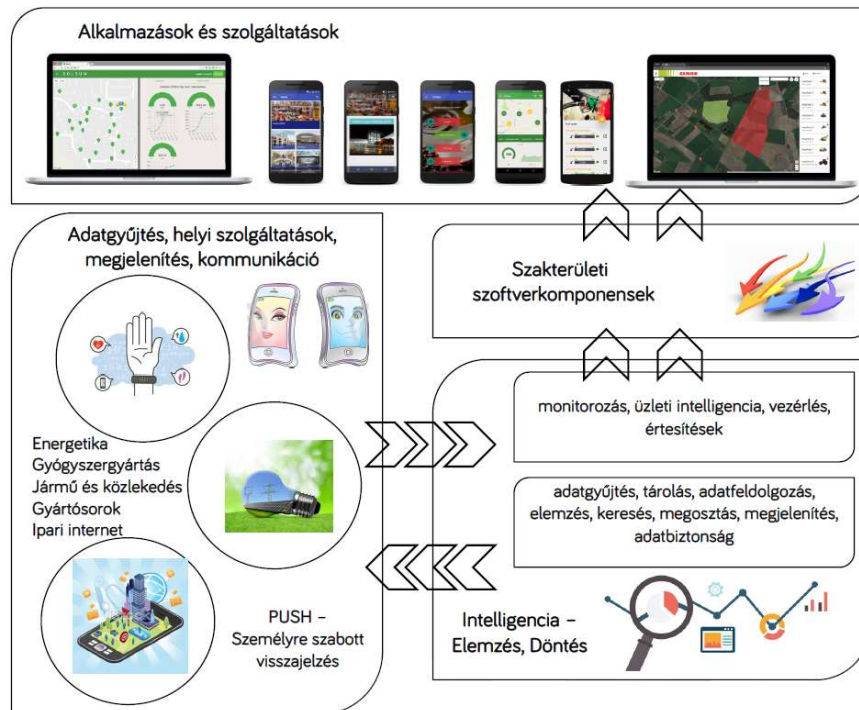 Alkalmazások és szolgáltatások
Adatgyűjtés, helyi szolgáltatások,
megjelenítés, kommunikáció
Szakterületi
szoftverkomponensek
monitorozás, üzleti intelligencia, vezérlés,
értesítések
Energetika
Gyógyszergyártás
Jármű és közlekedés
Gyártósorok
Ipari internet
adatgyűjtés, tárolás, adatfeldolgozás,
elemzés, keresés, megosztás, megjelenítés,
adatbiztonság
PUSH –
Személyre szabott
visszajelzés
Intelligencia –
Elemzés, Döntés